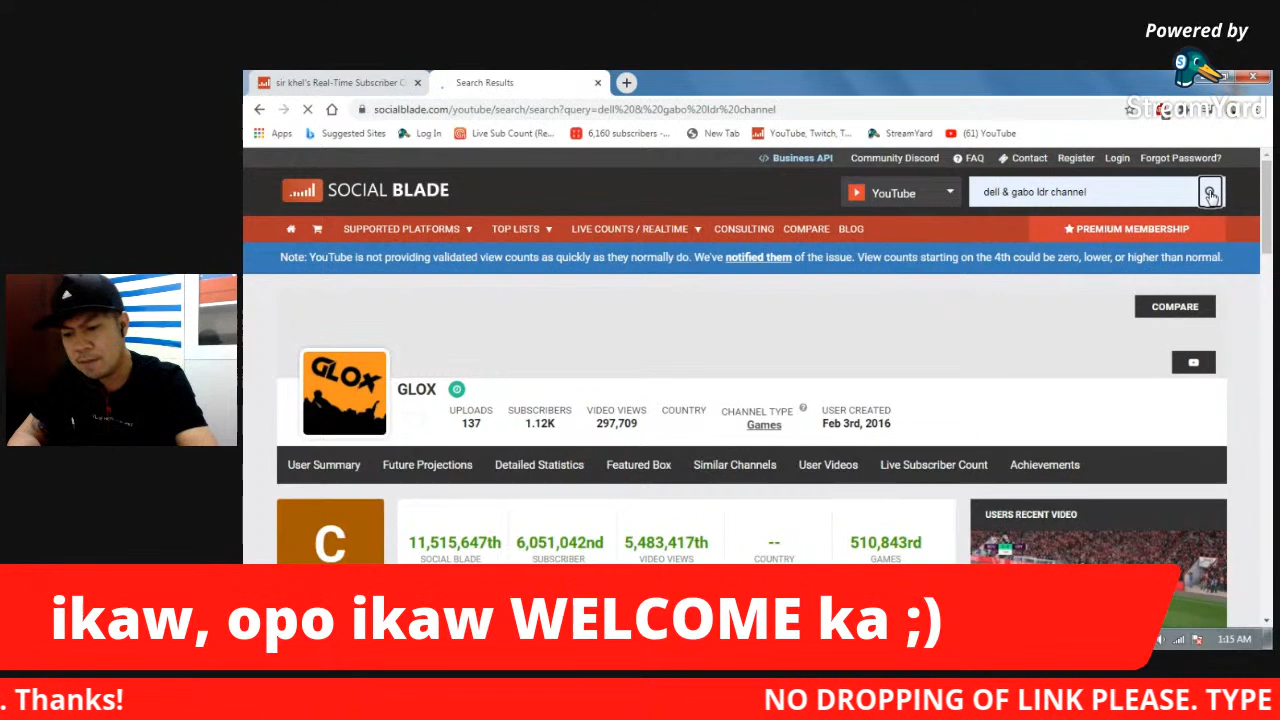 Powered by
StreamYard
sir khel's Real-Time Subscriber C
Search Results
socialblade.com/youtube/search/search?query=dell%20&%20gabo%20ldr%20channel
Apps
Suggested Sites
Log In
Live Sub Count (Re...
6,160 subscribers -...
New Tab
YouTube, Twitch, T...
StreamYard
(61) YouTube
Business API
Community Discord
FAQ
Contact
Register
Login
Forgot Password?
SOCIAL BLADE
YouTube
dell & gabo ldr channel
SUPPORTED PLATFORMS
TOP LISTS
LIVE COUNTS / REALTIME
CONSULTING
COMPARE
BLOG
PREMIUM MEMBERSHIP
Note: YouTube is not providing validated view counts as quickly as they normally do. We've notified them of the issue. View counts starting on the 4th could be zero, lower, or higher than normal.
COMPARE
GLOX
GLOX
UPLOADS
137
SUBSCRIBERS
1.12K
VIDEO VIEWS
297,709
COUNTRY
CHANNEL TYPE
Games
USER CREATED
Feb 3rd, 2016
User Summary
Future Projections
Detailed Statistics
Featured Box
Similar Channels
User Videos
Live Subscriber Count
Achievements
C
11,515,647th
SOCIAL BLADE
6,051,042nd
SUBSCRIBER
5,483,417th
VIDEO VIEWS
--
COUNTRY
510,843rd
GAMES
USERS RECENT VIDEO
ikaw, opo ikaw WELCOME ka ;)
1:15 AM
. Thanks!
NO DROPPING OF LINK PLEASE. TYPE